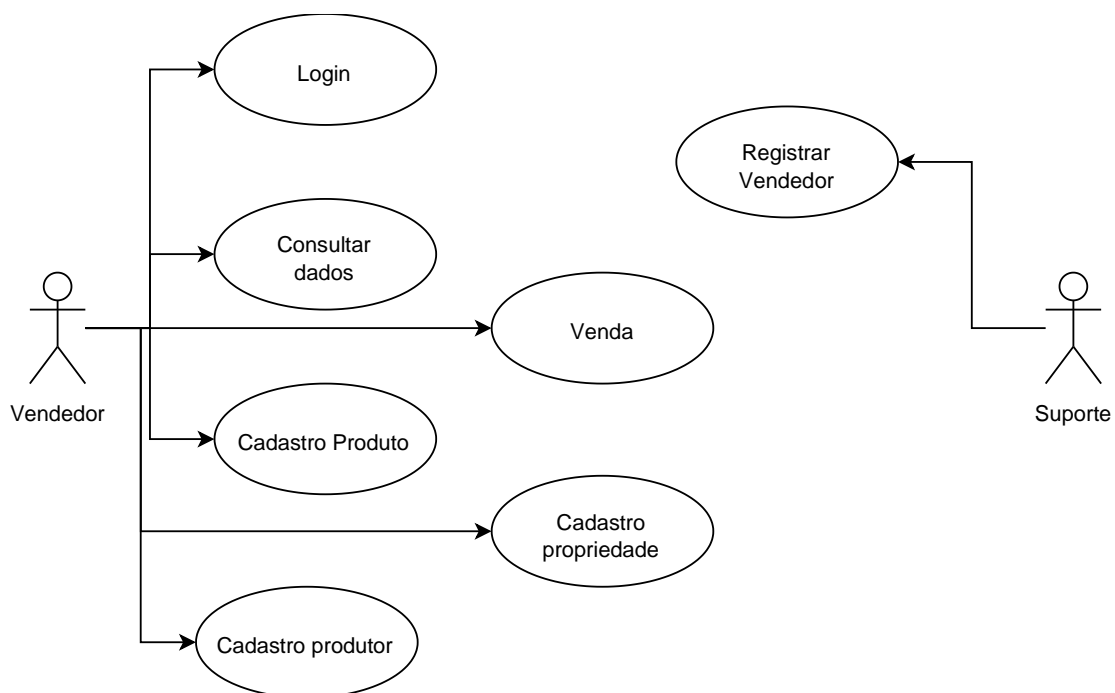 Login
Registrar
Vendedor
Consultar
dados
Venda
Vendedor
Suporte
Cadastro Produto
Cadastro
propriedade
Cadastro produtor